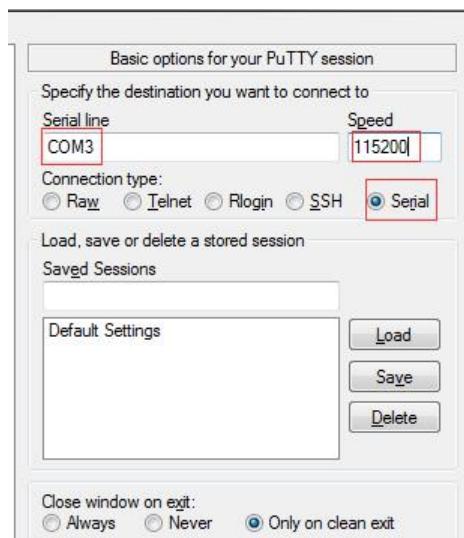 Basic options for your PuTTY session
Specify the destination you want to connect to
Serial line Speed
COM3 115200
Connection type:
Raw Telnet Rlogin SSH Serial
Load, save or delete a stored session
Saved Sessions
Default Settings
Load
Save
Delete
Close window on exit:
Always Never Only on clean exit